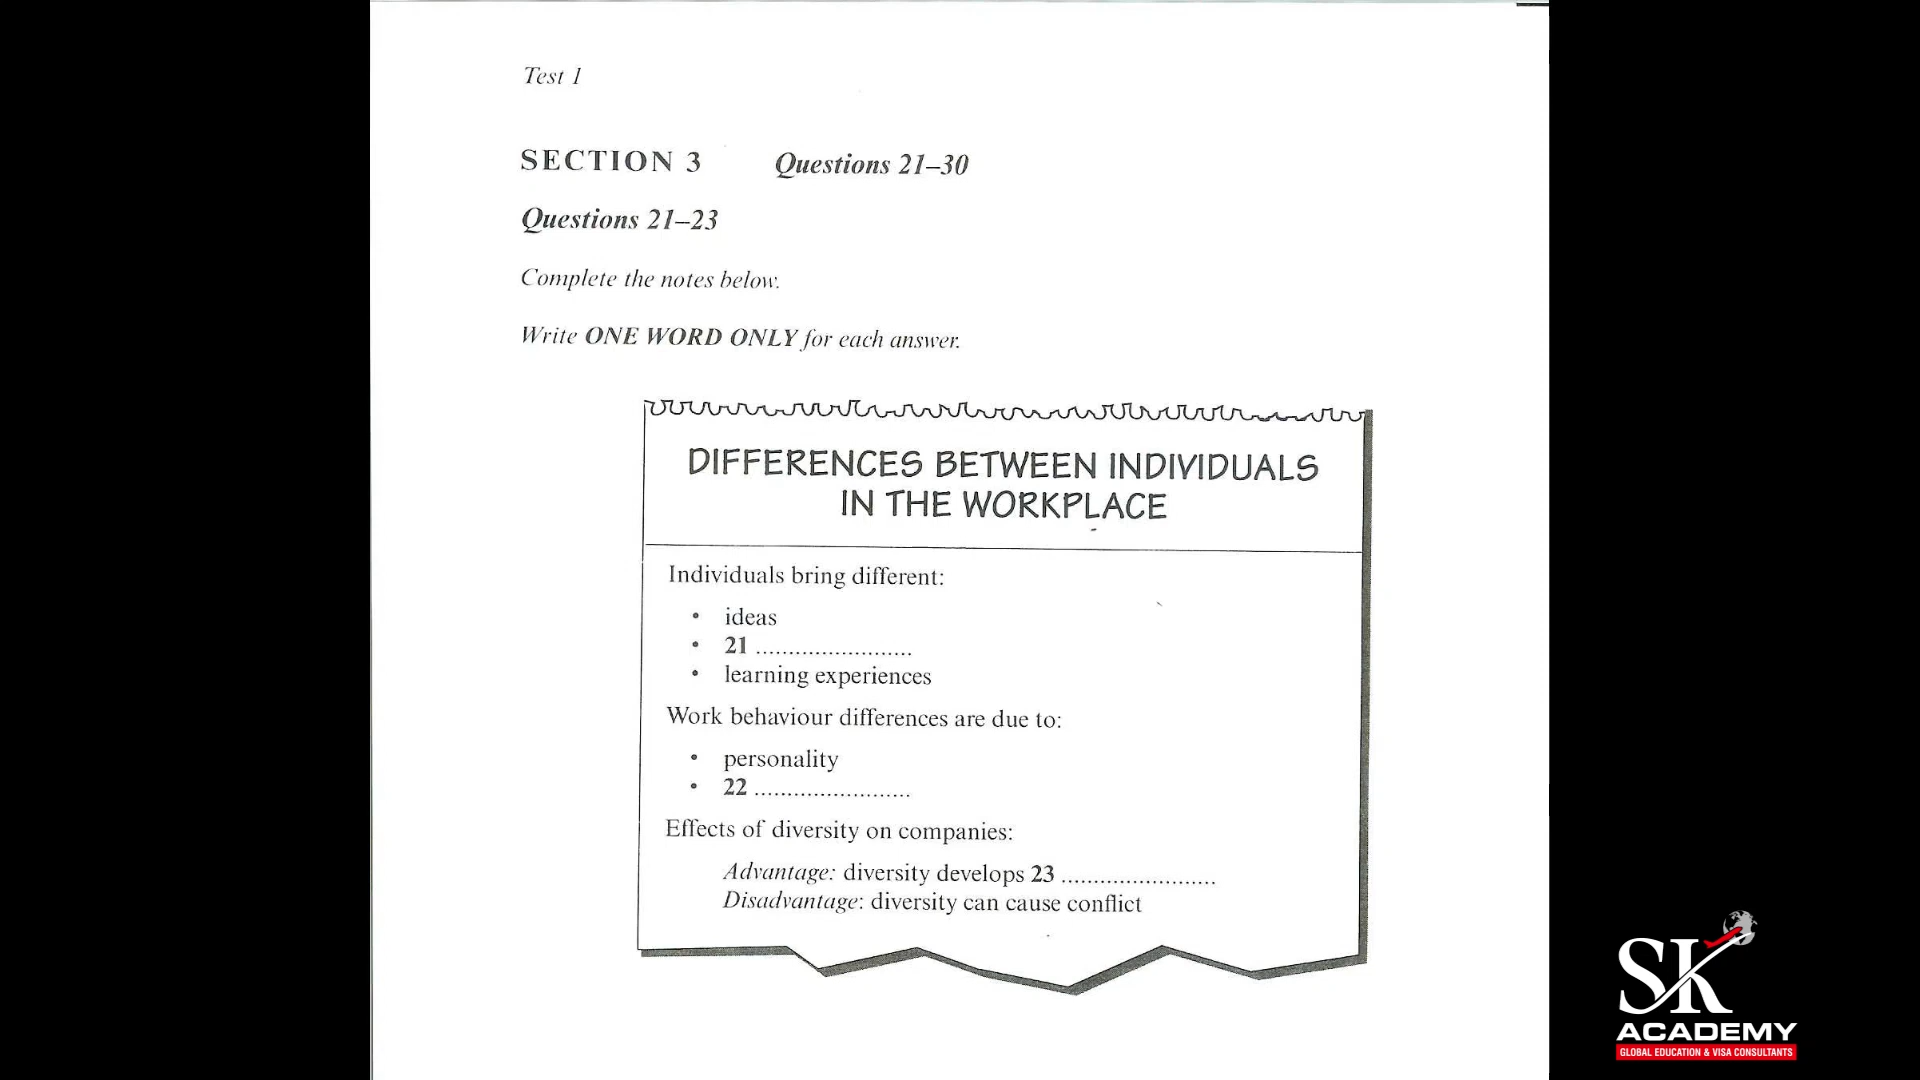 Test 1
SECTION 3 Questions 21–30
Questions 21–23
Complete the notes below.
Write ONE WORD ONLY for each answer.
DIFFERENCES BETWEEN INDIVIDUALS
IN THE WORKPLACE
Individuals bring different:
• ideas
• 21 ........................
• learning experiences
Work behaviour differences are due to:
• personality
• 22 ........................
Effects of diversity on companies:
Advantage: diversity develops 23 ........................
Disadvantage: diversity can cause conflict
SK
ACADEMY
GLOBAL EDUCATION & VISA CONSULTANTS